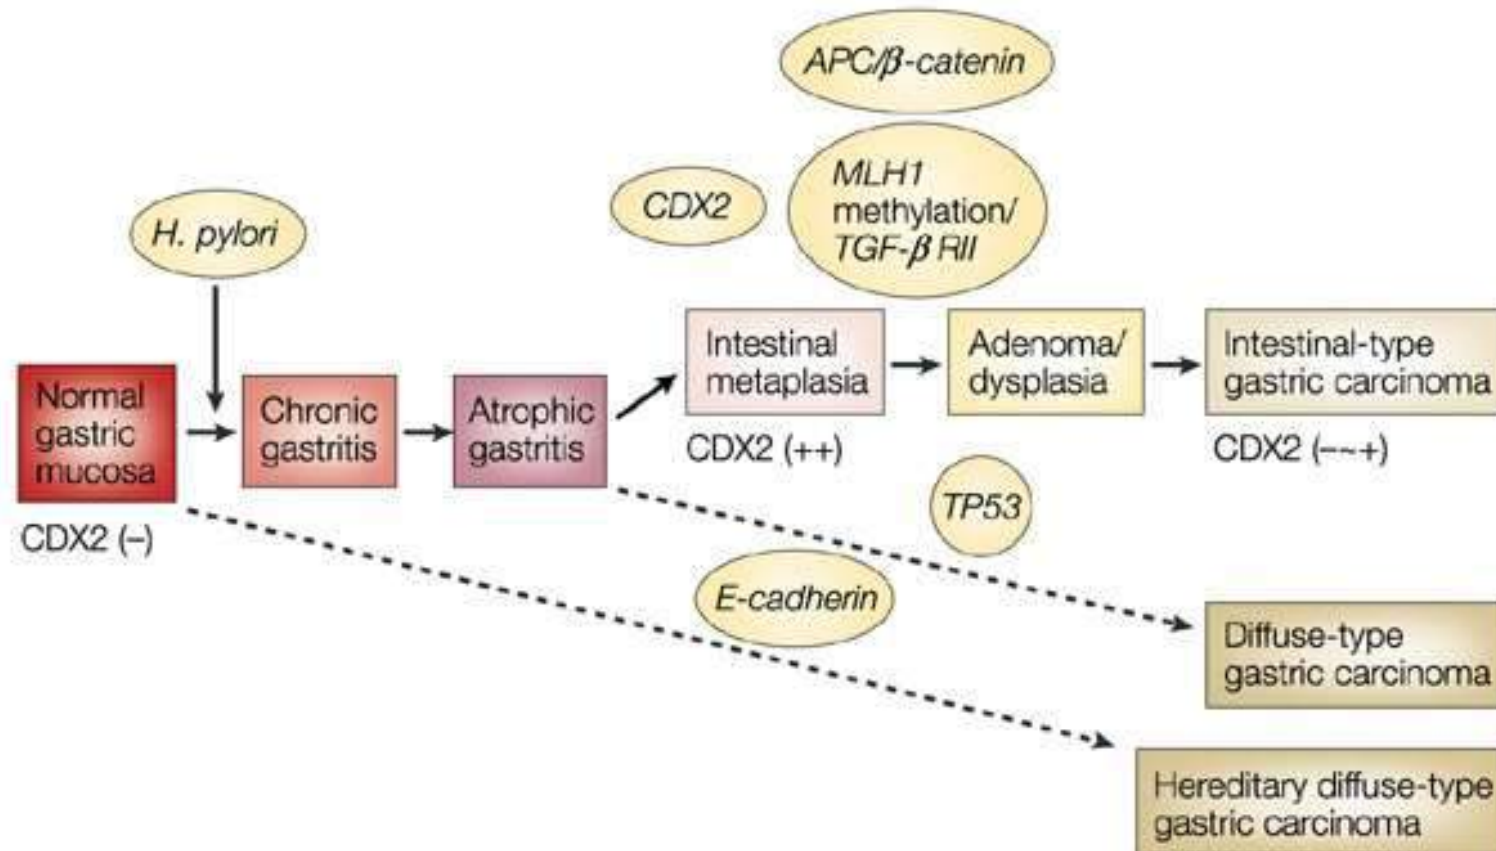 APC/β-catenin
MLH1
methylation/
TGF-β RII
CDX2
H. pylori
Normal
gastric
mucosa
CDX2 (–)
Chronic
gastritis
Atrophic
gastritis
Intestinal
metaplasia
CDX2 (++)
Adenoma/
dysplasia
Intestinal-type
gastric carcinoma
CDX2 (–~+)
TP53
E-cadherin
Diffuse-type
gastric carcinoma
Hereditary diffuse-type
gastric carcinoma